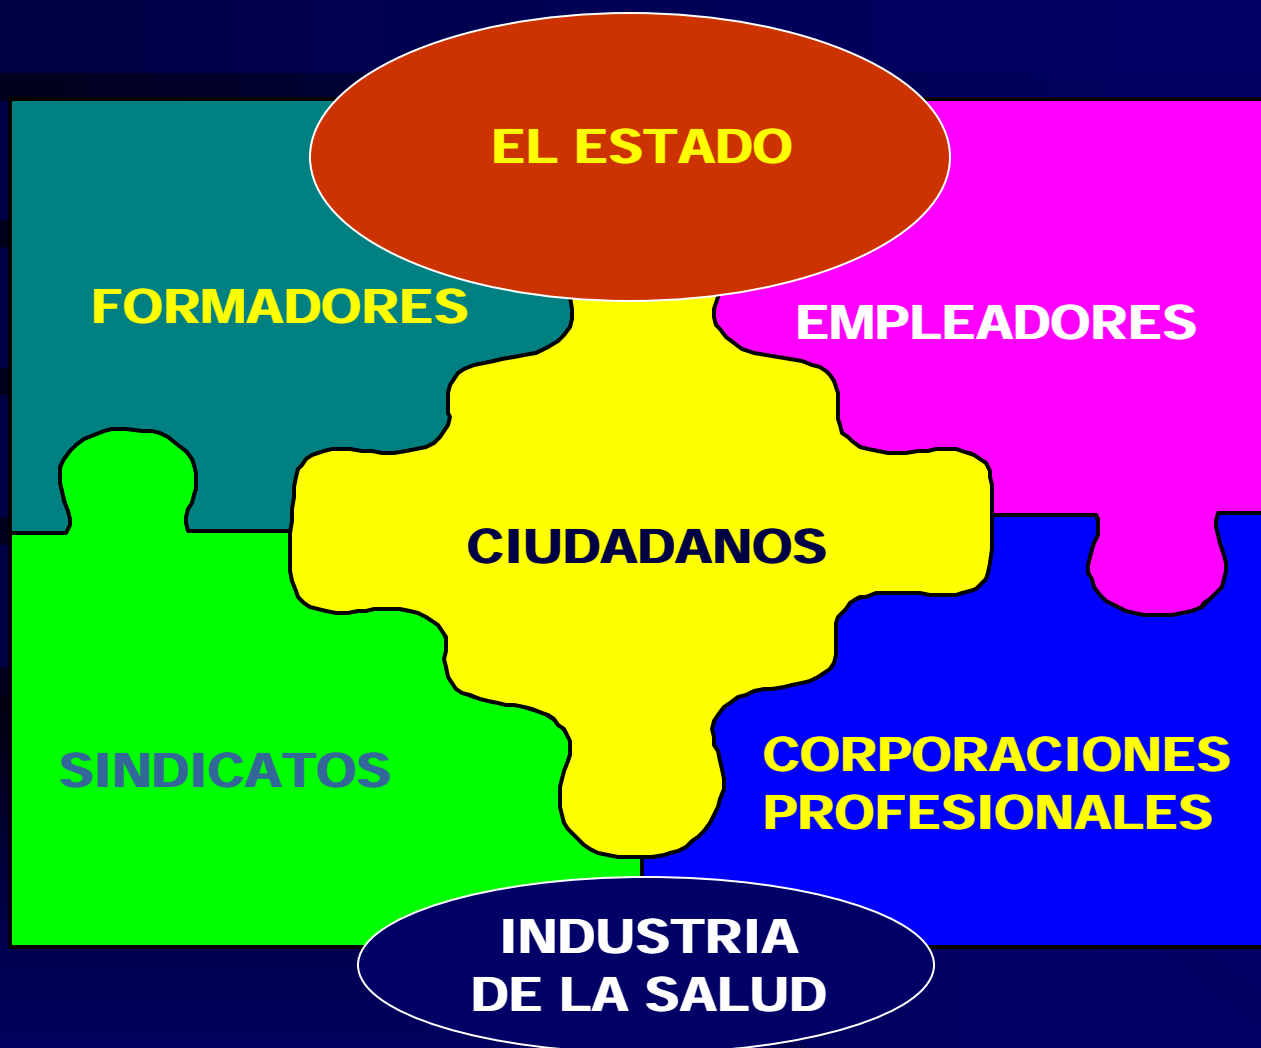 EL ESTADO
FORMADORES
EMPLEADORES
CIUDADANOS
SINDICATOS
CORPORACIONES
PROFESIONALES
INDUSTRIA
DE LA SALUD